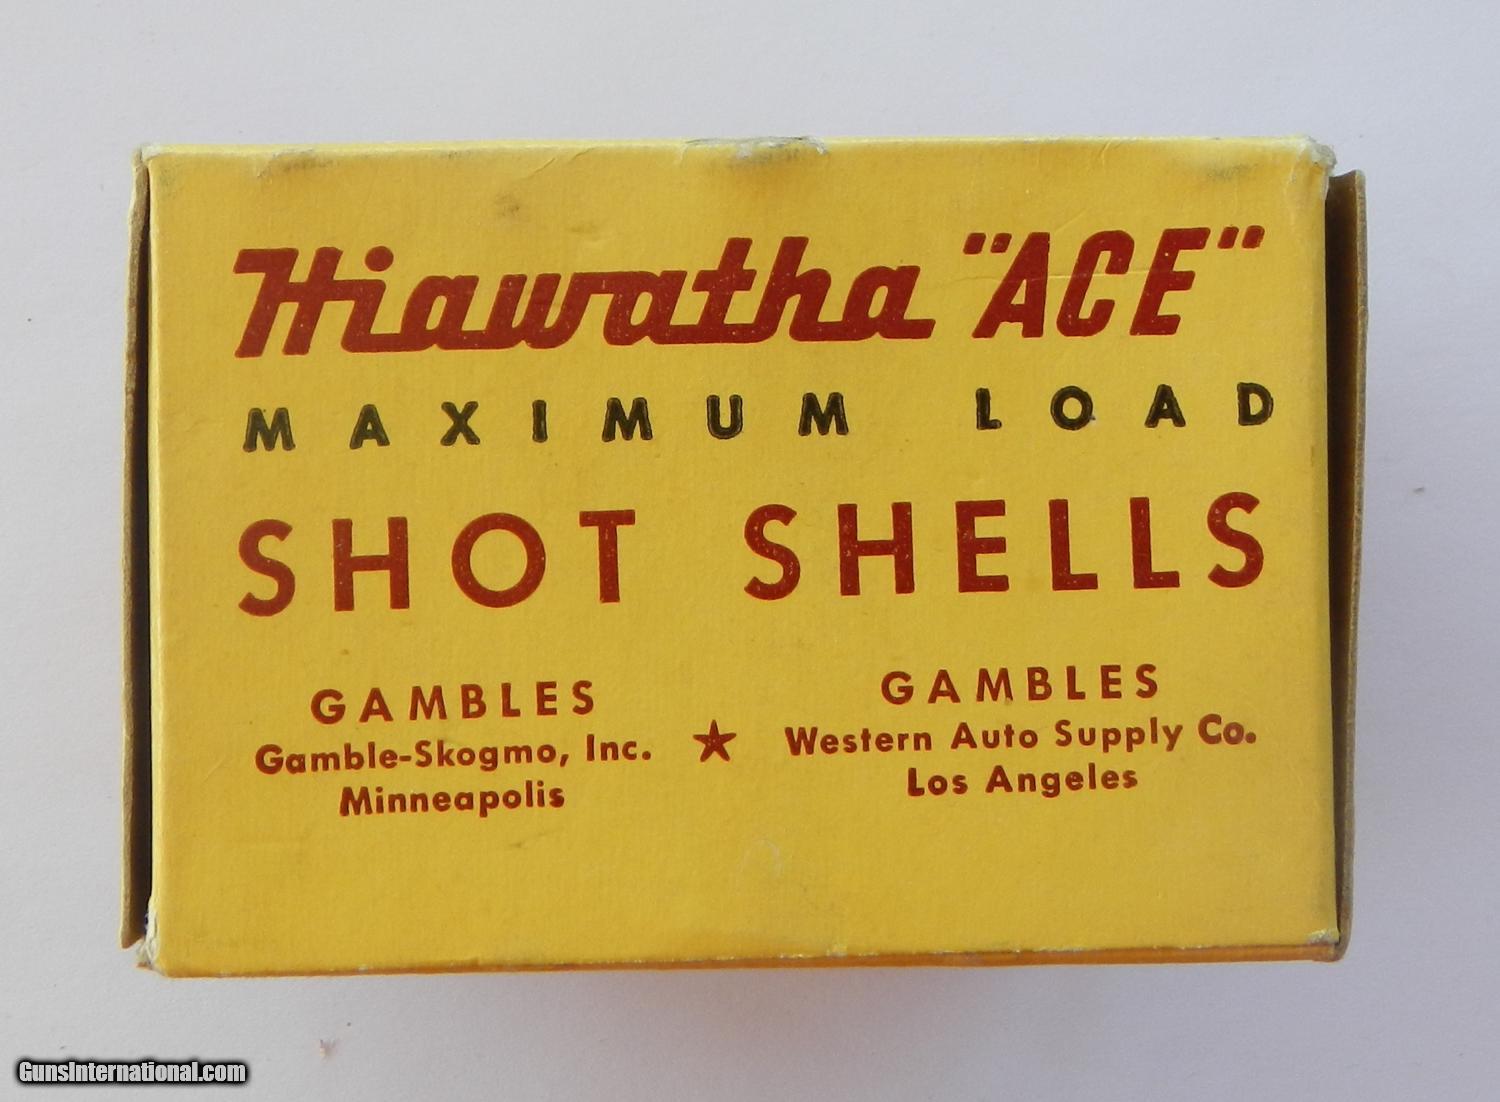 Hiawatha "ACE"
MAXIMUM LOAD
SHOT SHELLS
GAMBLES
Gamble-Skogmo, Inc.
Minneapolis
GAMBLES
Western Auto Supply Co.
Los Angeles
GunsInternational.com